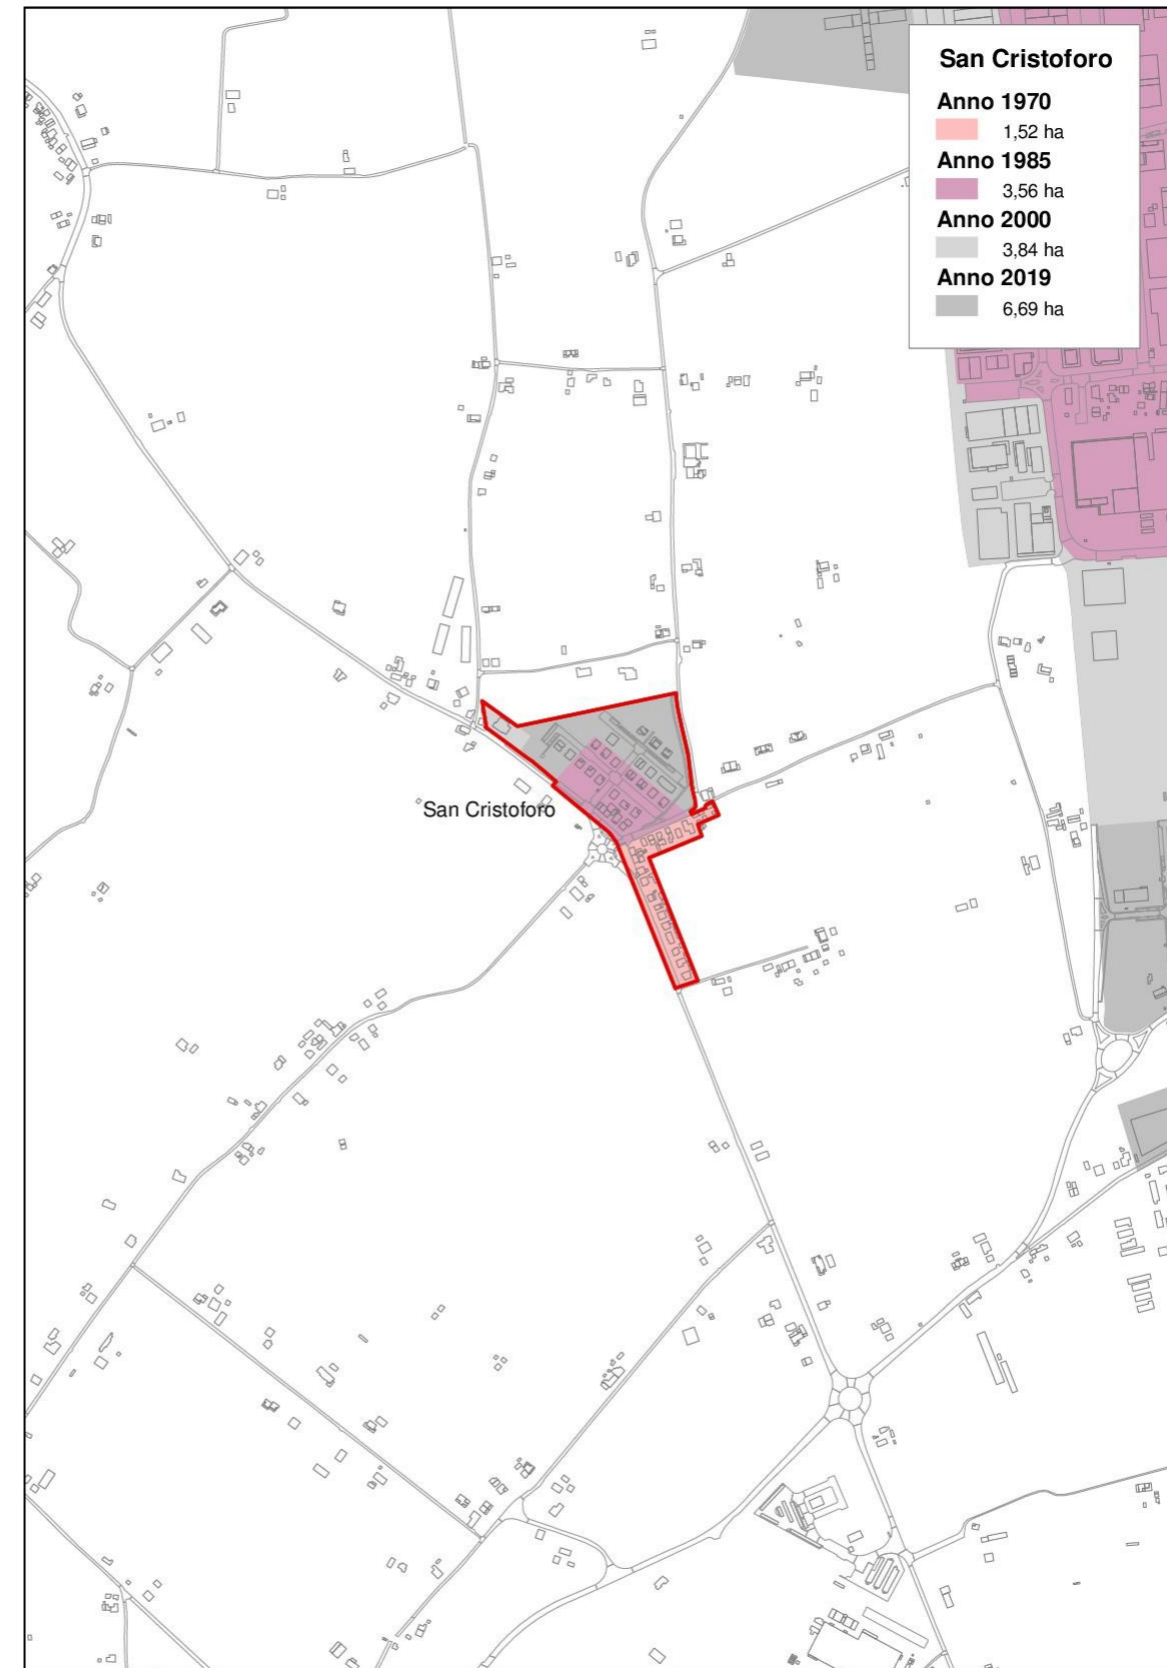 San Cristoforo
Anno 1970
1,52 ha
Anno 1985
3,56 ha
Anno 2000
3,84 ha
Anno 2019
6,69 ha
San Cristoforo